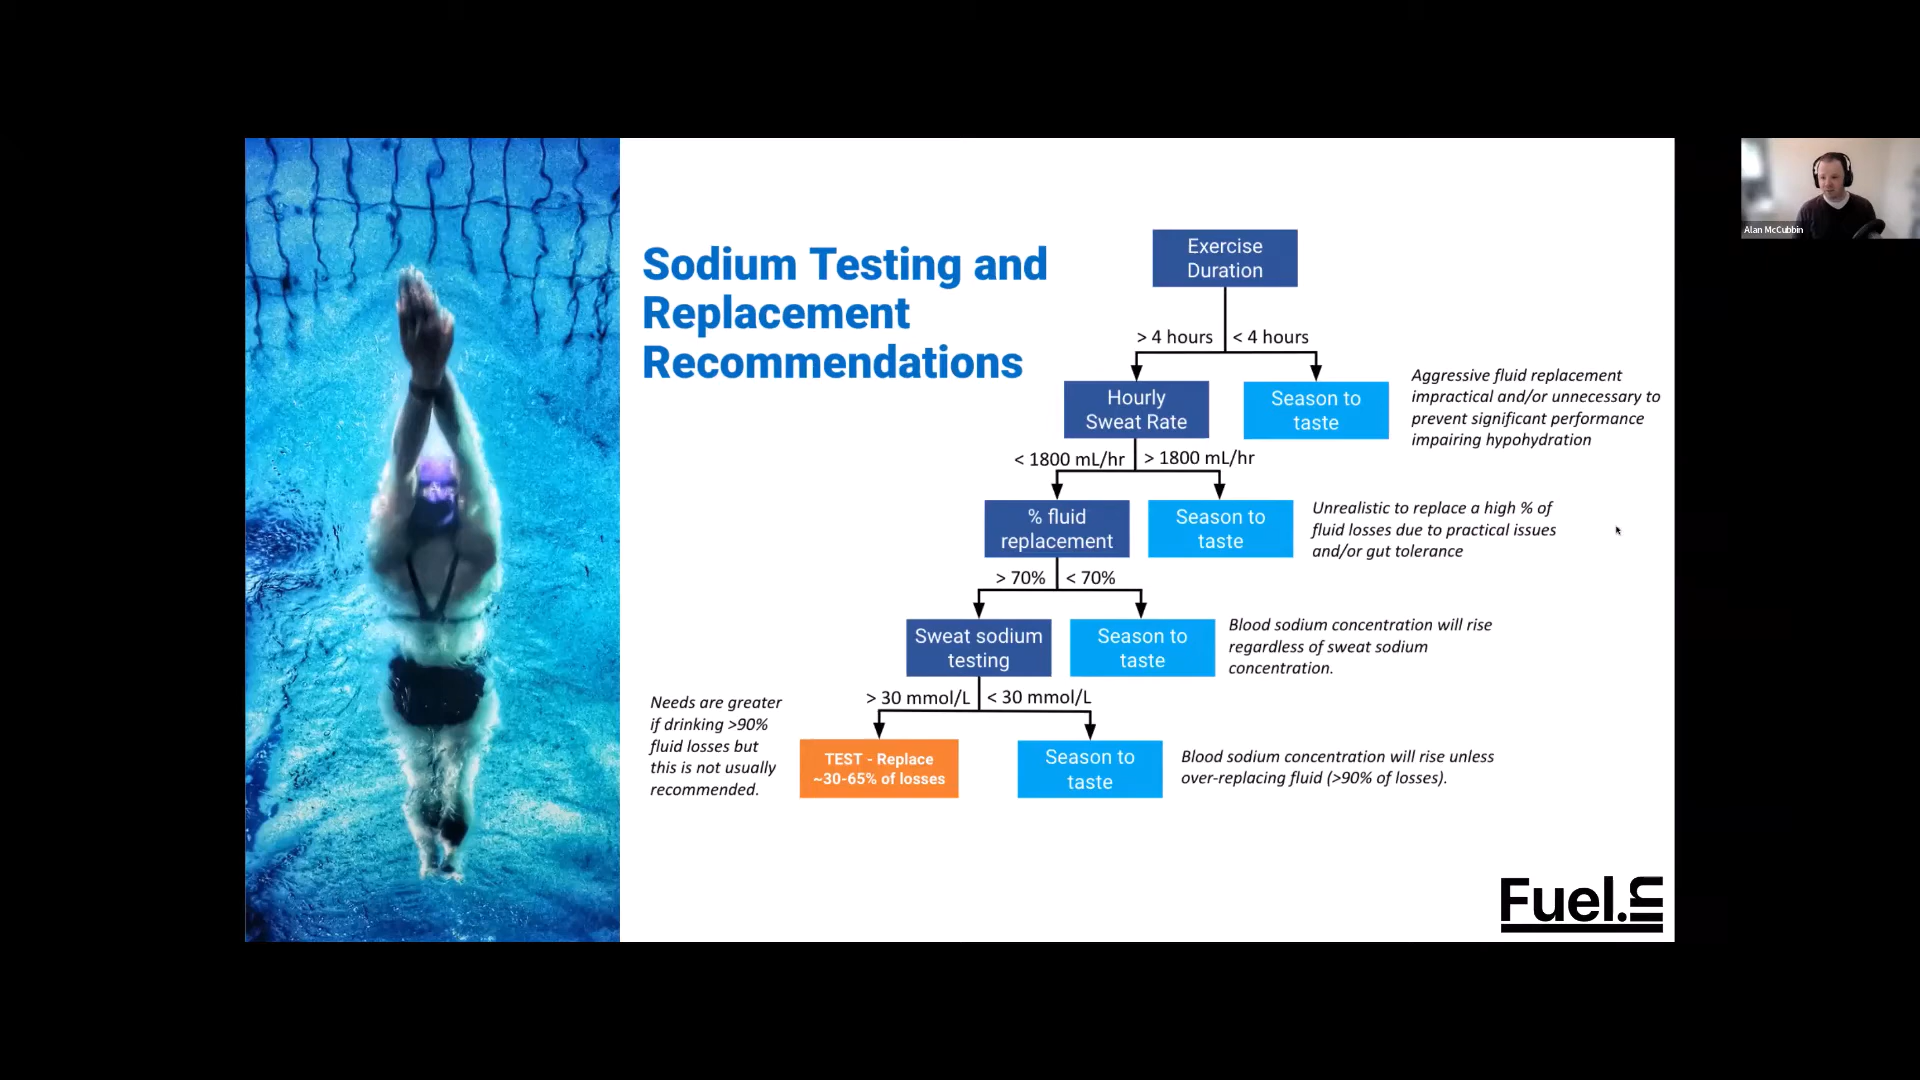 Sodium Testing and
Replacement
Recommendations
Exercise
Duration
> 4 hours
< 4 hours
Hourly
Sweat Rate
Season to
taste
Aggressive fluid replacement
impractical and/or unnecessary to
prevent significant performance
impairing hypohydration
< 1800 mL/hr
> 1800 mL/hr
% fluid
replacement
Season to
taste
Unrealistic to replace a high % of
fluid losses due to practical issues
and/or gut tolerance
> 70%
< 70%
Sweat sodium
testing
Season to
taste
Blood sodium concentration will rise
regardless of sweat sodium
concentration.
> 30 mmol/L
< 30 mmol/L
Needs are greater
if drinking >90%
fluid losses but
this is not usually
recommended.
TEST - Replace
~30-65% of losses
Season to
taste
Blood sodium concentration will rise unless
over-replacing fluid (>90% of losses).
Fuel.in
Alan McCubbin